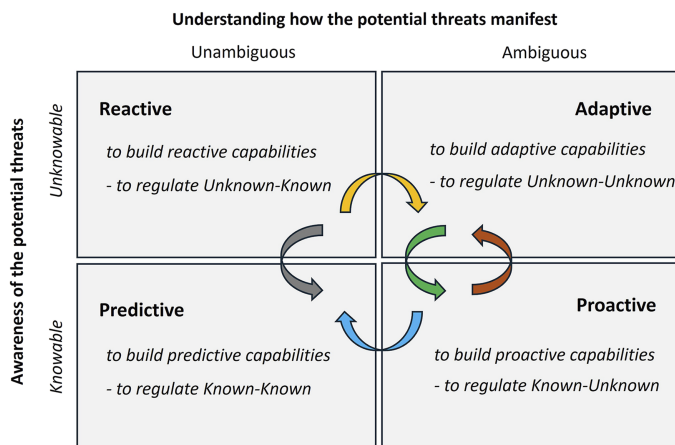 Understanding how the potential threats manifest
Unambiguous
Ambiguous
Awareness of the potential threats
Unknowable
Knowable
Reactive
to build reactive capabilities
- to regulate Unknown-Known
Adaptive
to build adaptive capabilities
- to regulate Unknown-Unknown
Predictive
to build predictive capabilities
- to regulate Known-Known
Proactive
to build proactive capabilities
- to regulate Known-Unknown